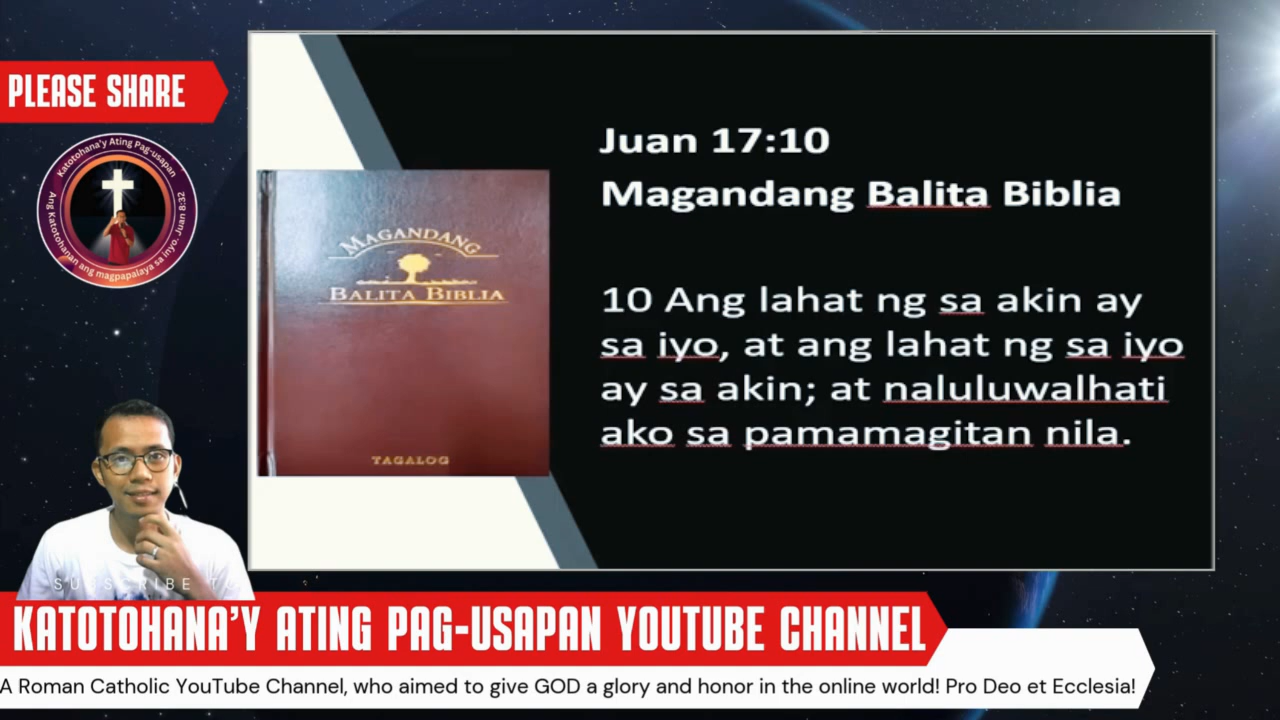 PLEASE SHARE
Katotohana'y Ating Pag-usapan
Ang Katotohanan ang magpapalaya sa inyo. Juan 8:32
Juan 17:10
Magandang Balita Biblia
10 Ang lahat ng sa akin ay
sa iyo, at ang lahat ng sa iyo
ay sa akin; at naluluwalhati
ako sa pamamagitan nila.
MAGANDANG
BALITA BIBLIA
TAGALOG
SUBSCRIBE TO
KATOTOHANA'Y ATING PAG-USAPAN YOUTUBE CHANNEL
A Roman Catholic YouTube Channel, who aimed to give GOD a glory and honor in the online world! Pro Deo et Ecclesia!